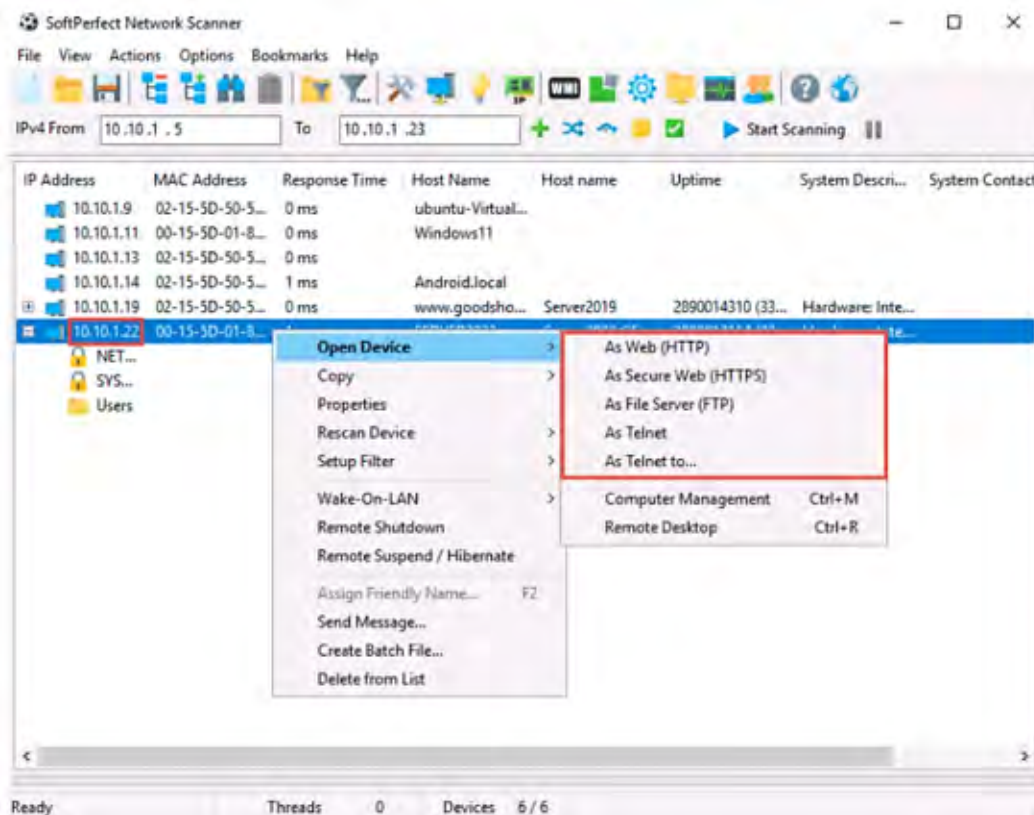 SoftPerfect Network Scanner
File View Actions Options Bookmarks Help
WMI IP
IPv4 From 10.10.1.5 To 10.10.1.23 Start Scanning
IP Address MAC Address Response Time Host Name Host name Uptime System Descri... System Contact
10.10.1.9 02-15-5D-50-5... 0 ms ubuntu-Virtual...
10.10.1.11 00-15-5D-01-8... 0 ms Windows11
10.10.1.13 02-15-5D-50-5... 0 ms
10.10.1.14 02-15-5D-50-5... 1 ms Android.local
10.10.1.19 02-15-5D-50-5... 0 ms www.goodsho... Server2019 2890014310 (33... Hardware: Inte...
10.10.1.22 00-15-5D-01-8...
NET...
SYS...
Users
Open Device
Copy
Properties
Rescan Device
Setup Filter
Wake-On-LAN
Remote Shutdown
Remote Suspend / Hibernate
Assign Friendly Name... F2
Send Message...
Create Batch File...
Delete from List
As Web (HTTP)
As Secure Web (HTTPS)
As File Server (FTP)
As Telnet
As Telnet to...
Computer Management Ctrl+M
Remote Desktop Ctrl+R
Ready Threads 0 Devices 6 / 6